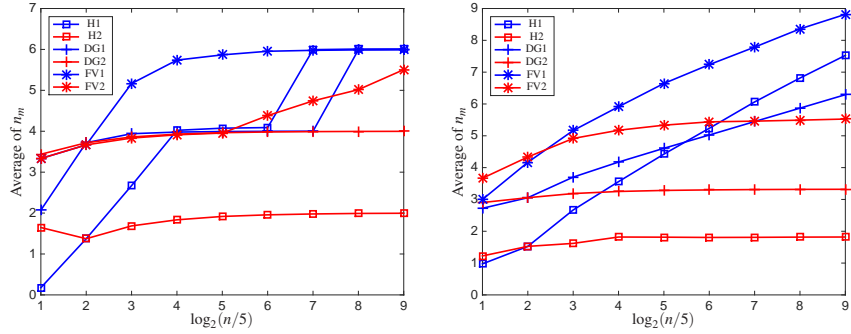 7
6
5
4
3
2
1
0
Average of n_m
H1
H2
DG1
DG2
FV1
FV2
1 2 3 4 5 6 7 8 9
log₂(n/5)
9
8
7
6
5
4
3
2
1
0
Average of n_m
H1
H2
DG1
DG2
FV1
FV2
1 2 3 4 5 6 7 8 9
log₂(n/5)